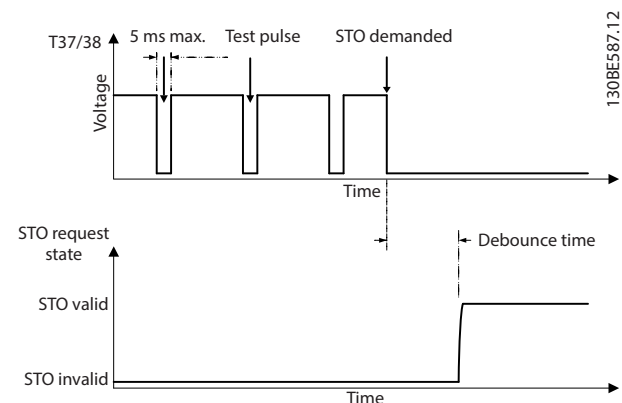 T37/38
5 ms max.
Test pulse
STO demanded
130BE587.12
Voltage
Time
STO request
state
Debounce time
STO valid
STO invalid
Time